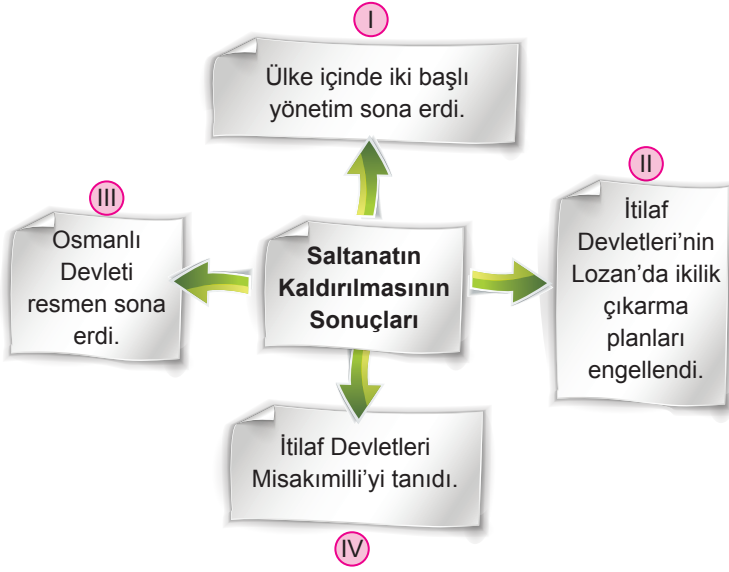 I
Ülke içinde iki başlı
yönetim sona erdi.
II
İtilaf
Devletleri’nin
Lozan’da ikilik
çıkarma
planları
engellendi.
III
Osmanlı
Devleti
resmen sona
erdi.
Saltanatın
Kaldırılmasının
Sonuçları
İtilaf Devletleri
Misakımilli’yi tanıdı.
IV